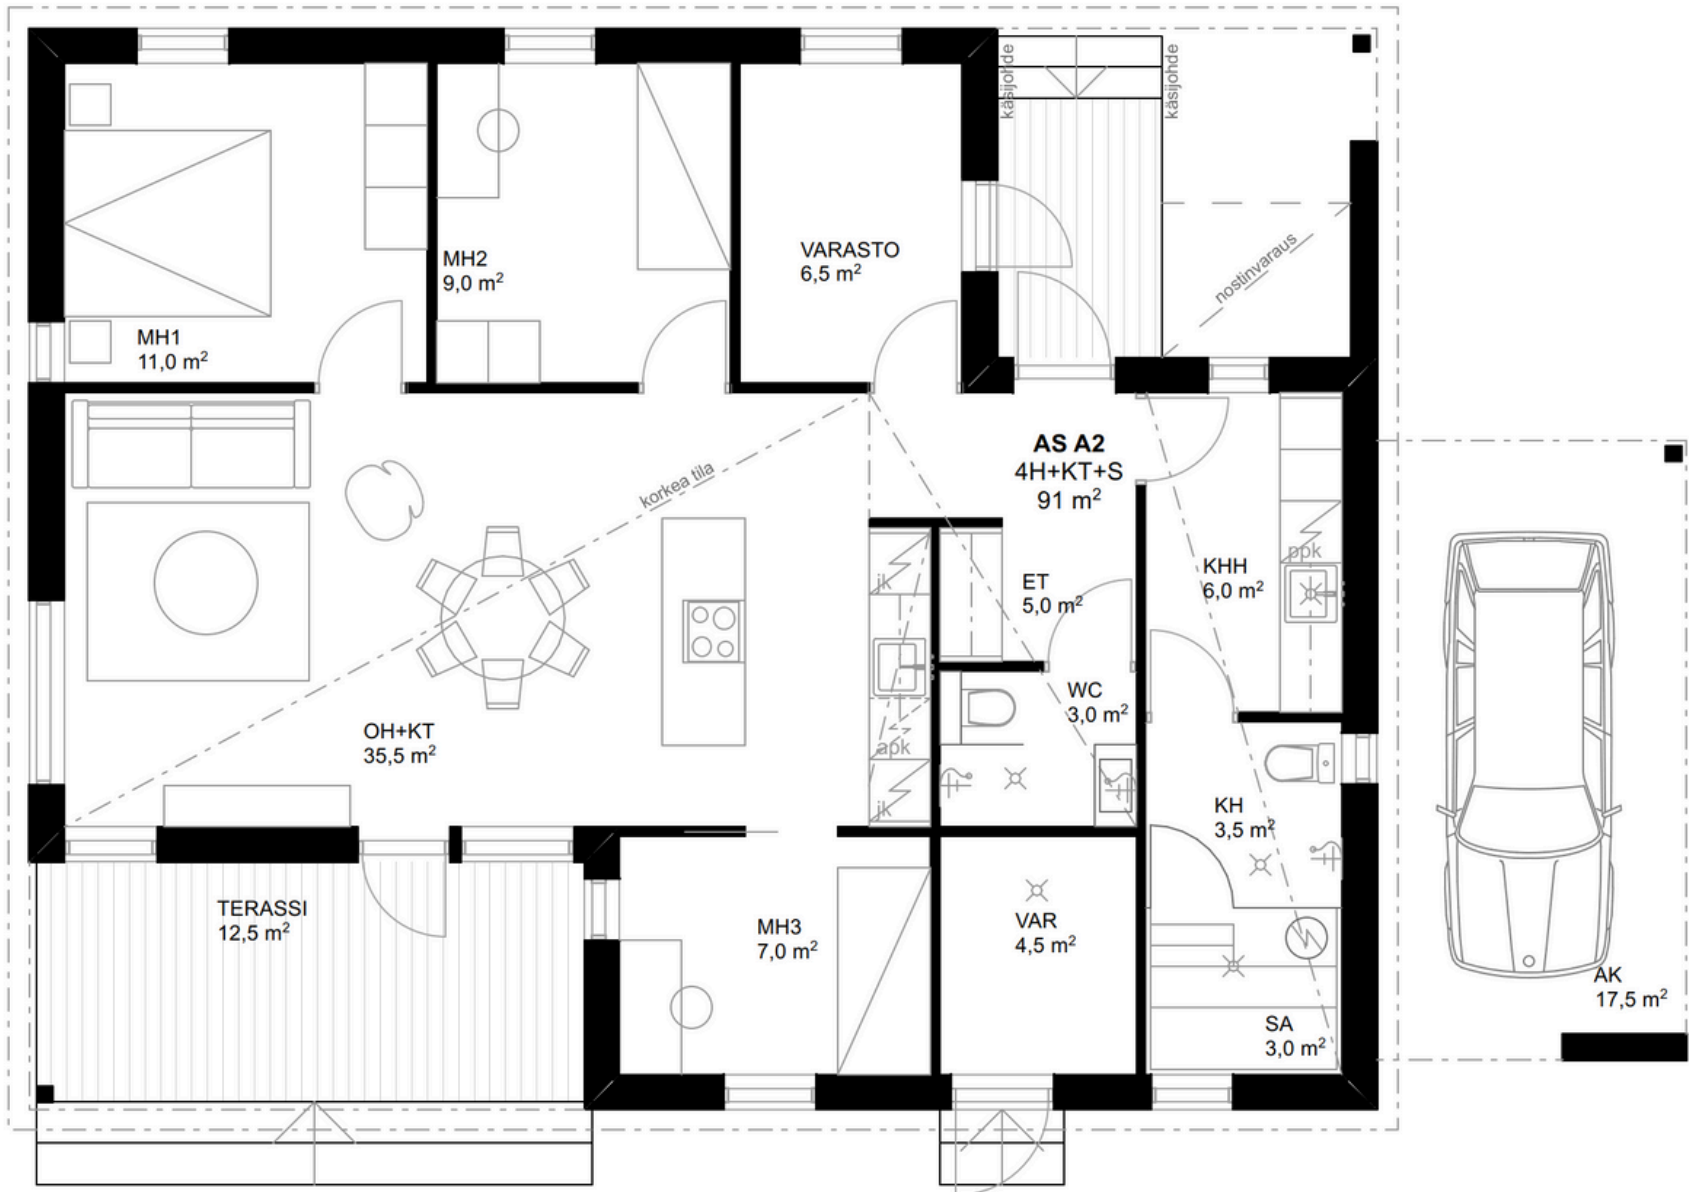 käsijohde
käsijohde
nostinvaraus
MH1
11,0 m²
MH2
9,0 m²
VARASTO
6,5 m²
AS A2
4H+KT+S
91 m²
korkea tila
ppk
KHH
6,0 m²
jk
ET
5,0 m²
WC
3,0 m²
OH+KT
35,5 m²
apk
jk
KH
3,5 m²
TERASSI
12,5 m²
MH3
7,0 m²
VAR
4,5 m²
SA
3,0 m²
AK
17,5 m²